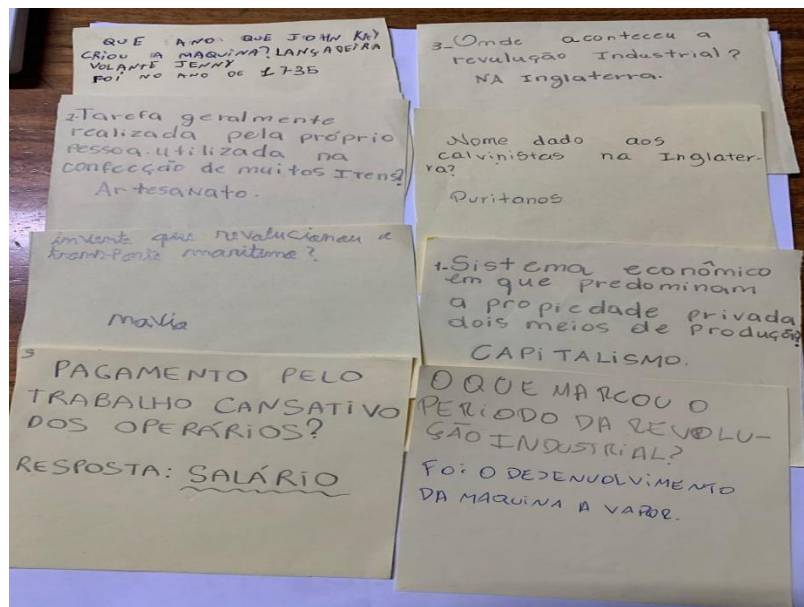 QUE ANO QUE JOHN KAY
CRIOU A MAQUINA? LANÇADEIRA
VOLANTE JENNY
FOI NO ANO DE 1735
2-Tarefa geralmente
realizada pela próprio
pessoa utilizada na
confecção de muitos Itens?
ArtesaNato.
invento que revolucionou o
transporte maritimo?
Navio
PAGAMENTO PELO
TRABALHO CANSATIVO
DOS OPERÁRIOS?
RESPOSTA: SALÁRIO
3-Onde aconteceu a
revulução Industrial?
NA Inglaterra.
Nome dado aos
calvinistas na Inglater-
ra?
Puritanos
1-Sistema econômico
em que predominam
a propiedade privada
dois meios de produção?
CAPITALISMO.
O QUE MARCOU O
PERIODO DA REVOLU-
ÇÃO INDUSTRIAL?
FOI O DESENVOLVIMENTO
DA MAQUINA A VAPOR.